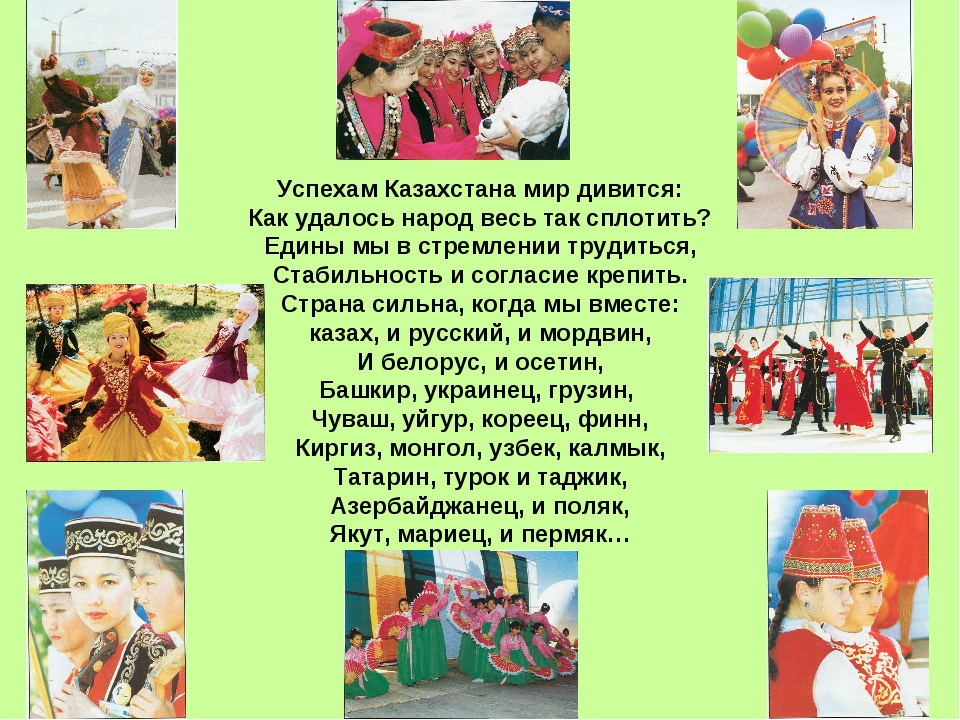 Успехам Казахстана мир дивится:
Как удалось народ весь так сплотить?
Едины мы в стремлении трудиться,
Стабильность и согласие крепить.
Страна сильна, когда мы вместе:
казах, и русский, и мордвин,
И белорус, и осетин,
Башкир, украинец, грузин,
Чуваш, уйгур, кореец, финн,
Киргиз, монгол, узбек, калмык,
Татарин, турок и таджик,
Азербайджанец, и поляк,
Якут, мариец, и пермяк…